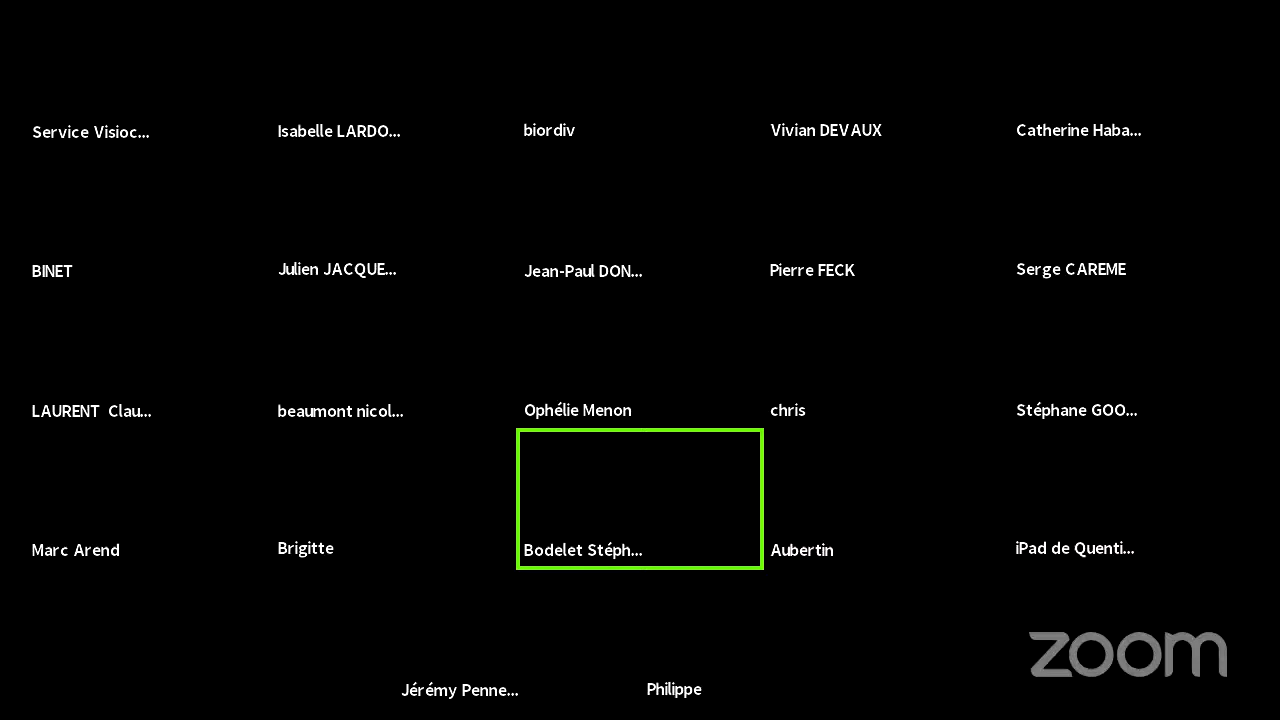 Service Visioc...
Isabelle LARDO...
biordiv
Vivian DEVAUX
Catherine Haba...
BINET
Julien JACQUE...
Jean-Paul DON...
Pierre FECK
Serge CAREME
LAURENT Clau...
beaumont nicol...
Ophélie Menon
chris
Stéphane GOO...
Marc Arend
Brigitte
Bodelet Stéph...
Aubertin
iPad de Quenti...
zoom
Jérémy Penne...
Philippe